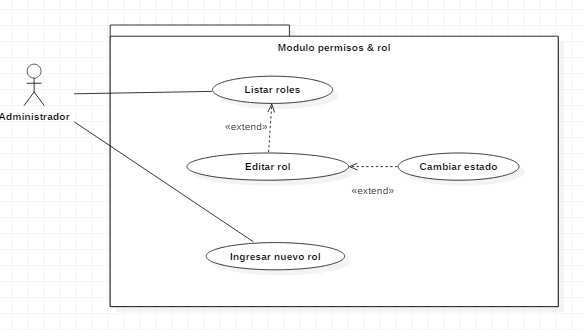 Modulo permisos & rol
Listar roles
Administrador
«extend»
Editar rol
Cambiar estado
«extend»
Ingresar nuevo rol